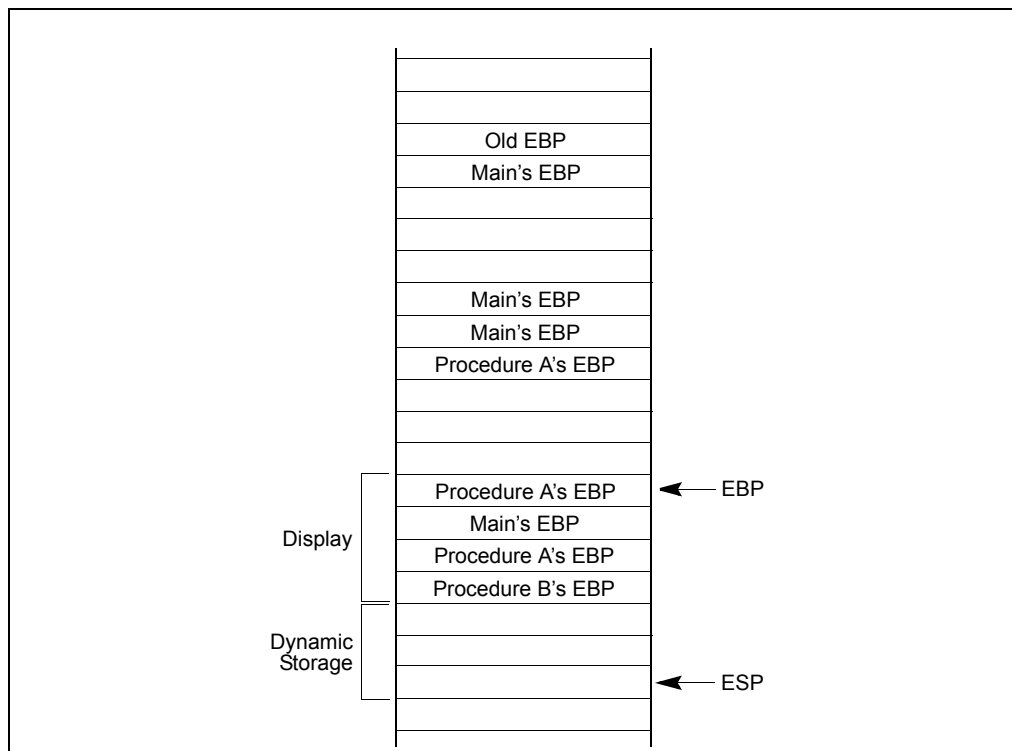 Old EBP
Main’s EBP
Main’s EBP
Main’s EBP
Procedure A’s EBP
Procedure A’s EBP
EBP
Main’s EBP
Display
Procedure A’s EBP
Procedure B’s EBP
Dynamic
Storage
ESP